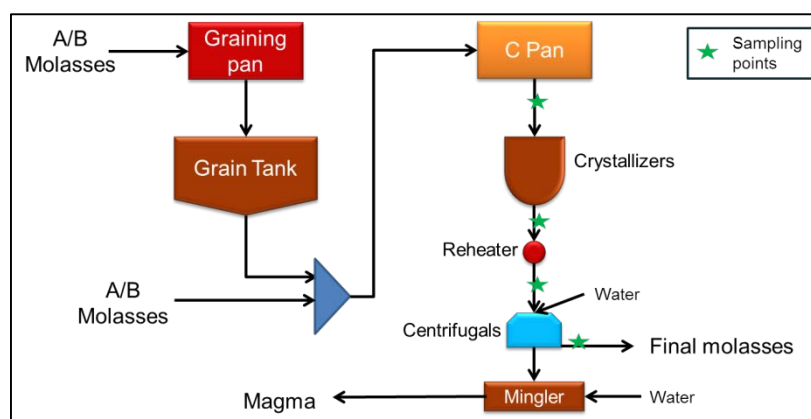 A/B
Molasses
Graining
pan
C Pan
Sampling
points
Grain Tank
Crystallizers
Reheater
A/B
Molasses
Water
Centrifugals
Final molasses
Magma
Mingler
Water